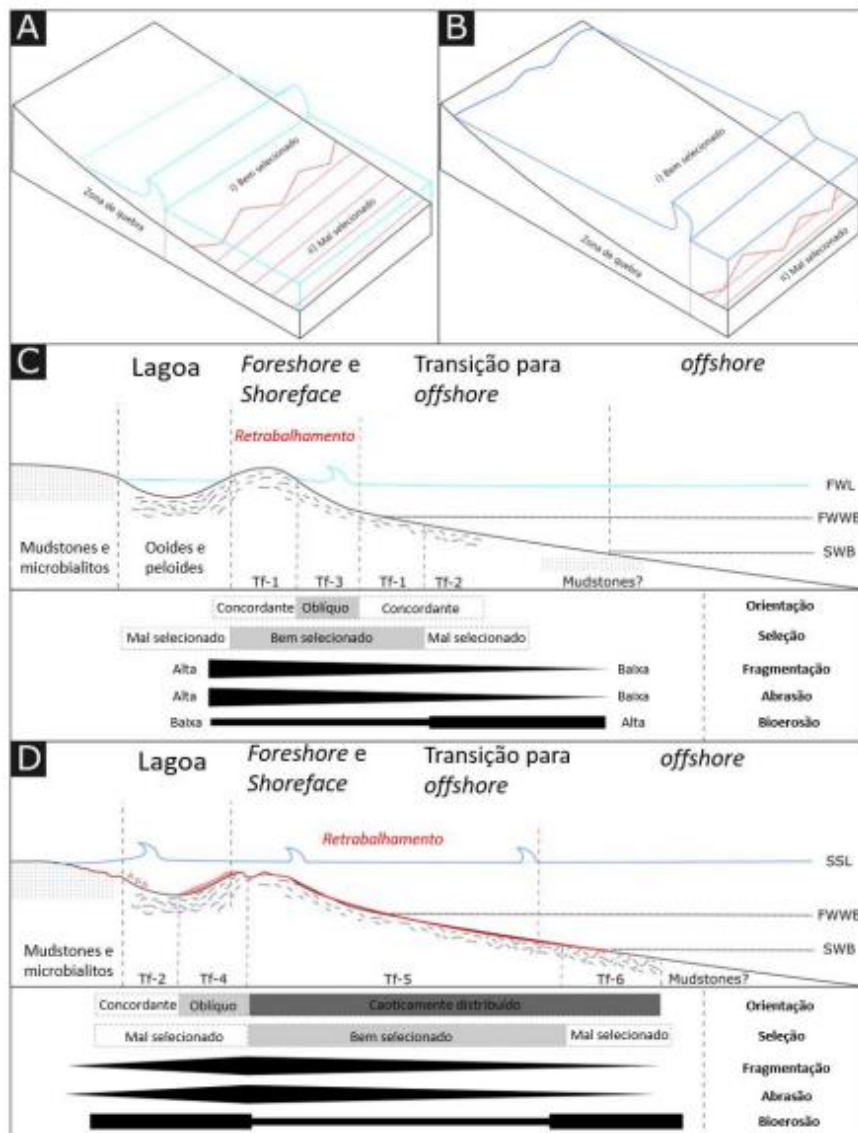 A
Zona de quebra
i) Bem selecionado
ii) Mal selecionado
B
Zona de quebra
i) Bem selecionado
ii) Mal selecionado
C
Lagoa
Foreshore e
Shoreface
Transição para
offshore
offshore
Retrabalhamento
FWL
FWWB
SWB
Mudstones e
microbialitos
Ooides e
peloides
Mudstones?
Tf-1 Tf-3 Tf-1 Tf-2
Concordante Oblíquo Concordante Orientação
Mal selecionado Bem selecionado Mal selecionado Seleção
Alta Baixa Fragmentação
Alta Baixa Abrasão
Baixa Alta Bioerosão
D
Lagoa
Foreshore e
Shoreface
Transição para
offshore
offshore
Retrabalhamento
SSL
FWWB
SWB
Mudstones e
microbialitos
Mudstones?
Tf-2 Tf-4 Tf-5 Tf-6
Concordante Oblíquo Caoticamente distribuído Orientação
Mal selecionado Bem selecionado Mal selecionado Seleção
Fragmentação
Abrasão
Bioerosão